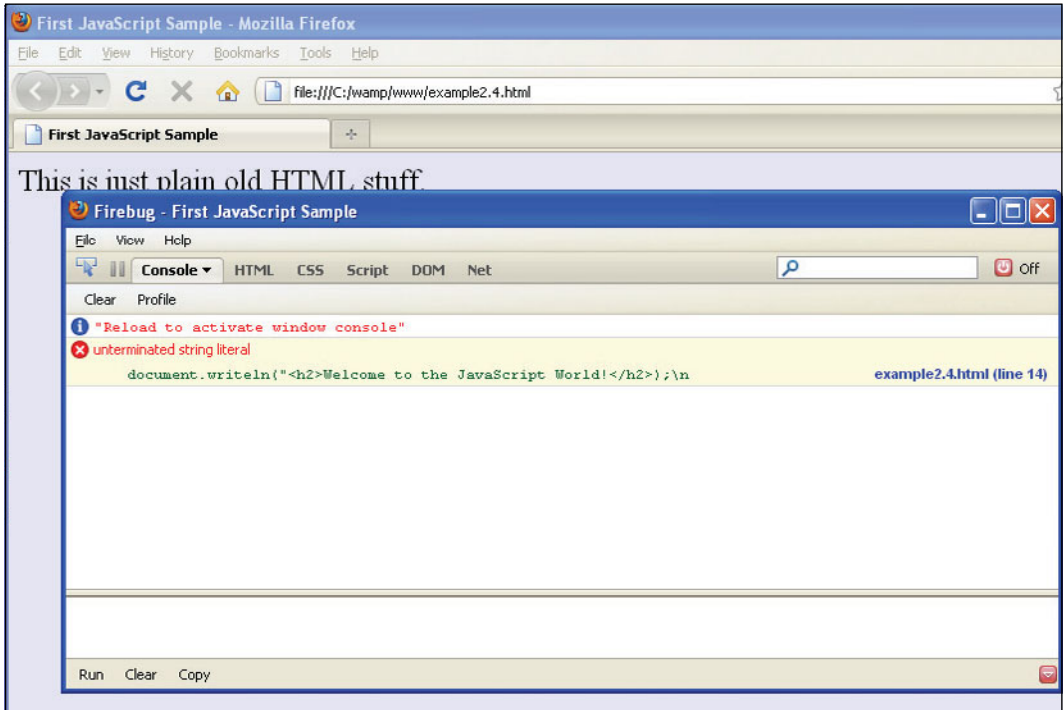 First JavaScript Sample - Mozilla Firefox
File Edit View History Bookmarks Tools Help
file:///C:/wamp/www/example2.4.html
First JavaScript Sample
This is just plain old HTML stuff.
Firebug - First JavaScript Sample
File View Help
Console HTML CSS Script DOM Net Off
Clear Profile
"Reload to activate window console"
unterminated string literal
document.writeln("<h2>Welcome to the JavaScript World!</h2>);\n example2.4.html (line 14)
Run Clear Copy